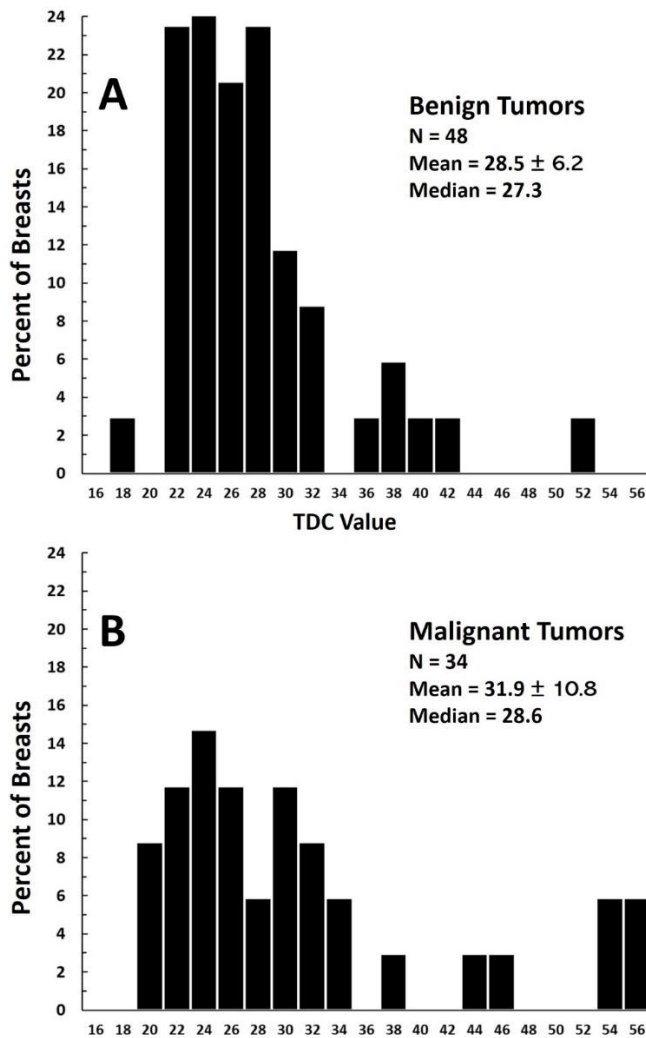 24
22
20
18
16
14
12
10
8
6
4
2
0
Percent of Breasts
A
Benign Tumors
N = 48
Mean = 28.5 ± 6.2
Median = 27.3
16 18 20 22 24 26 28 30 32 34 36 38 40 42 44 46 48 50 52 54 56
TDC Value
24
22
20
18
16
14
12
10
8
6
4
2
0
Percent of Breasts
B
Malignant Tumors
N = 34
Mean = 31.9 ± 10.8
Median = 28.6
16 18 20 22 24 26 28 30 32 34 36 38 40 42 44 46 48 50 52 54 56